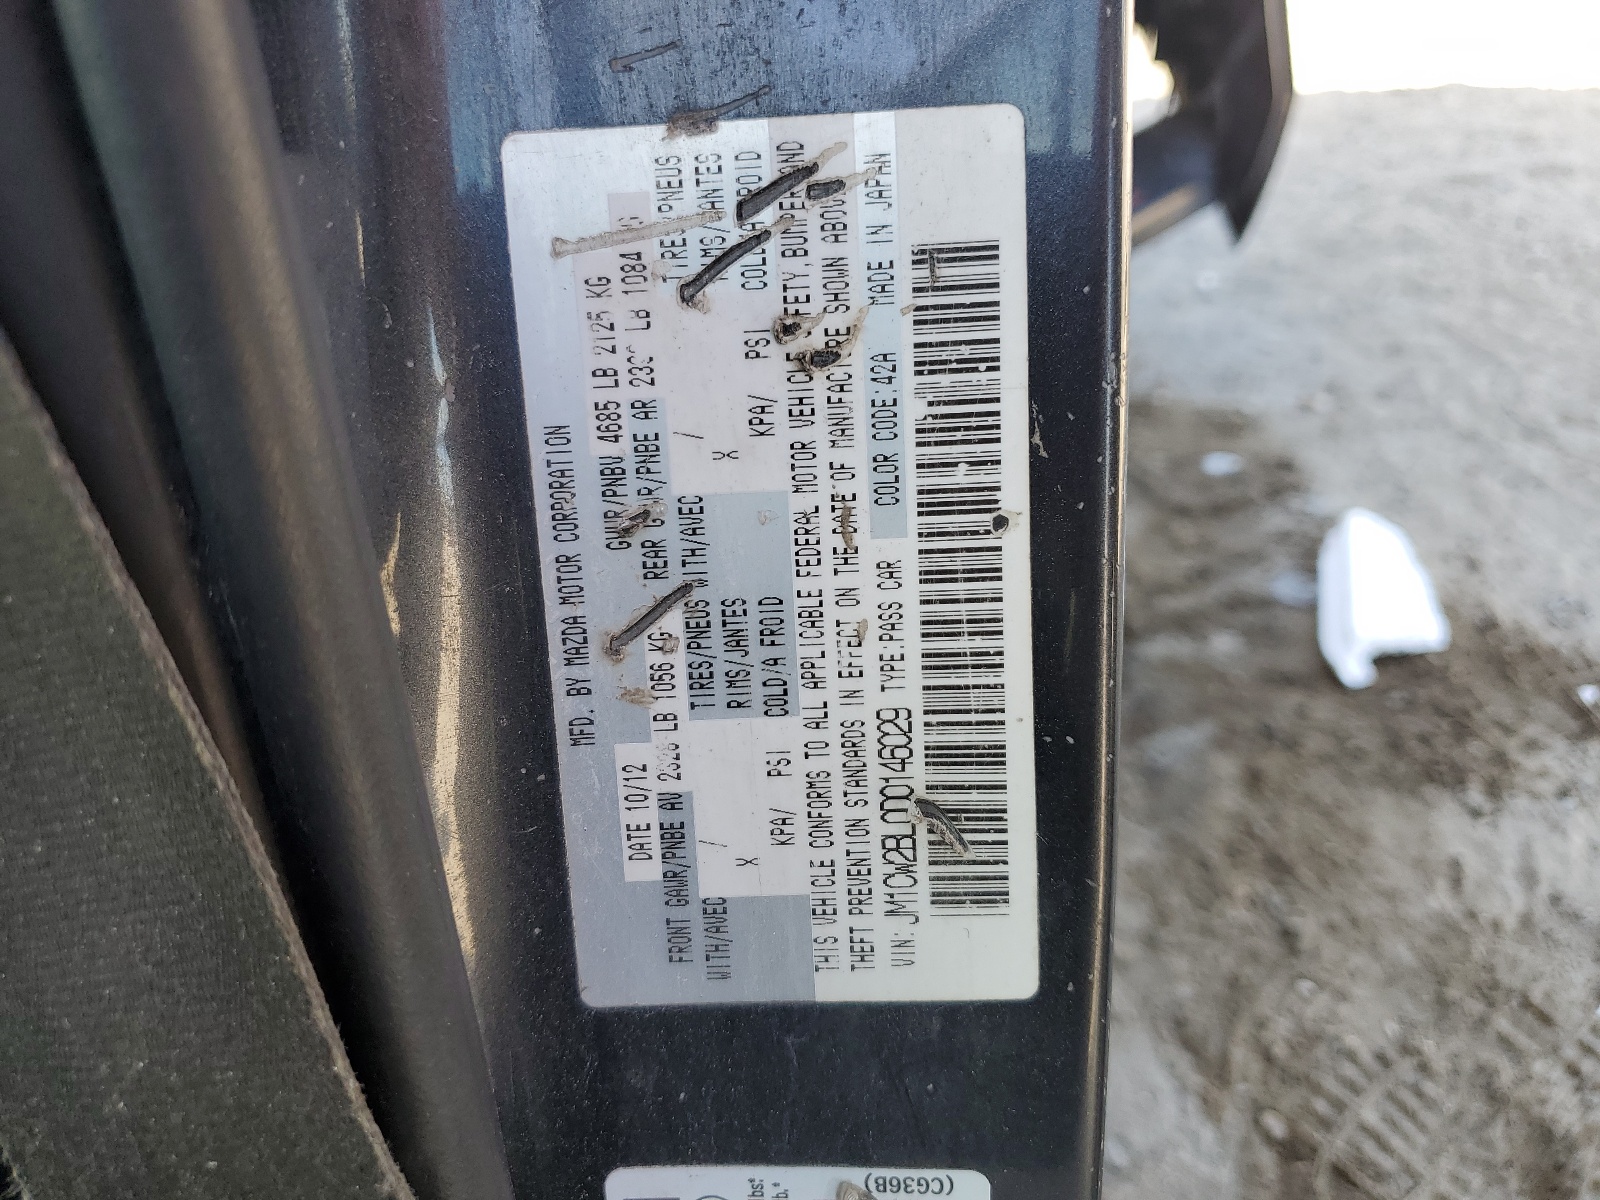 MFD. BY MAZDA MOTOR CORPORATION
DATE 10/12 GVWR/PNBV 4685 LB 2125 KG
FRONT GAWR/PNBE AV LB 1056 KG REAR GAWR/PNBE AR LB 1084
WITH/AVEC / TIRES/PNEUS WITH/AVEC / TIRES/PNEUS
X RIMS/JANTES X RIMS/JANTES
KPA/ PSI COLD/A FROID KPA/ PSI COLD/A FROID
THIS VEHICLE CONFORMS TO ALL APPLICABLE FEDERAL MOTOR VEHICLE SAFETY, BUMPER AND
THEFT PREVENTION STANDARDS IN EFFECT ON THE DATE OF MANUFACTURE SHOWN ABOVE
VIN: JM1CW2BL0D0146029 TYPE:PASS CAR COLOR CODE:42A MADE IN JAPAN
(CG36B)